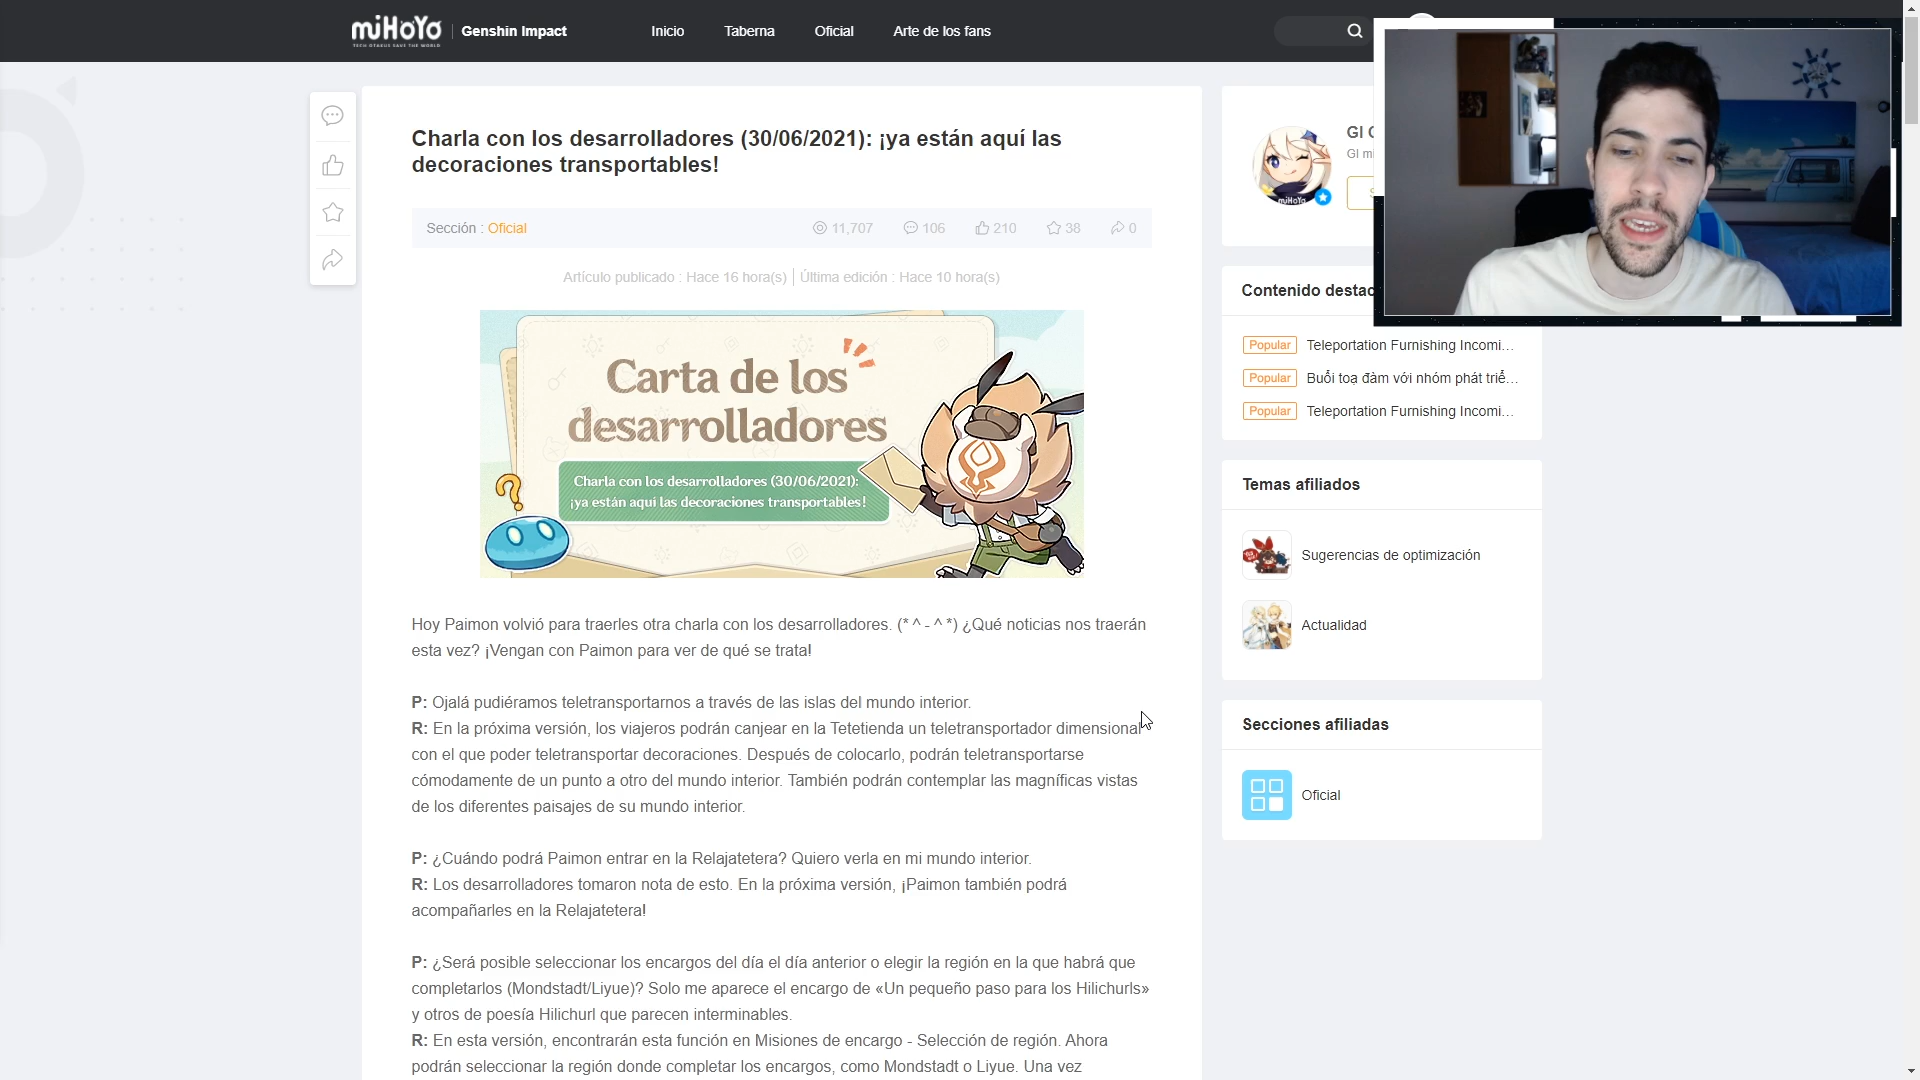 miHoYo
TECH OTAKUS SAVE THE WORLD
Genshin Impact
Inicio
Taberna
Oficial
Arte de los fans
Charla con los desarrolladores (30/06/2021): ¡ya están aquí las
decoraciones transportables!
Sección : Oficial
11,707
106
210
38
0
Artículo publicado : Hace 16 hora(s) | Última edición : Hace 10 hora(s)
Carta de los
desarrolladores
Charla con los desarrolladores (30/06/2021):
¡ya están aquí las decoraciones transportables!
Hoy Paimon volvió para traerles otra charla con los desarrolladores. (* ^ - ^ *) ¿Qué noticias nos traerán
esta vez? ¡Vengan con Paimon para ver de qué se trata!
P: Ojalá pudiéramos teletransportarnos a través de las islas del mundo interior.
R: En la próxima versión, los viajeros podrán canjear en la Tetetienda un teletransportador dimensional
con el que poder teletransportar decoraciones. Después de colocarlo, podrán teletransportarse
cómodamente de un punto a otro del mundo interior. También podrán contemplar las magníficas vistas
de los diferentes paisajes de su mundo interior.
P: ¿Cuándo podrá Paimon entrar en la Relajatetera? Quiero verla en mi mundo interior.
R: Los desarrolladores tomaron nota de esto. En la próxima versión, ¡Paimon también podrá
acompañarles en la Relajatetera!
P: ¿Será posible seleccionar los encargos del día el día anterior o elegir la región en la que habrá que
completarlos (Mondstadt/Liyue)? Solo me aparece el encargo de «Un pequeño paso para los Hilichurls»
y otros de poesía Hilichurl que parecen interminables.
R: En esta versión, encontrarán esta función en Misiones de encargo - Selección de región. Ahora
podrán seleccionar la región donde completar los encargos, como Mondstadt o Liyue. Una vez
miHoYo
GI
GI mi
Contenido destac
Popular Teleportation Furnishing Incomi...
Popular Buổi toạ đàm với nhóm phát triể...
Popular Teleportation Furnishing Incomi...
Temas afiliados
Sugerencias de optimización
Actualidad
Secciones afiliadas
Oficial